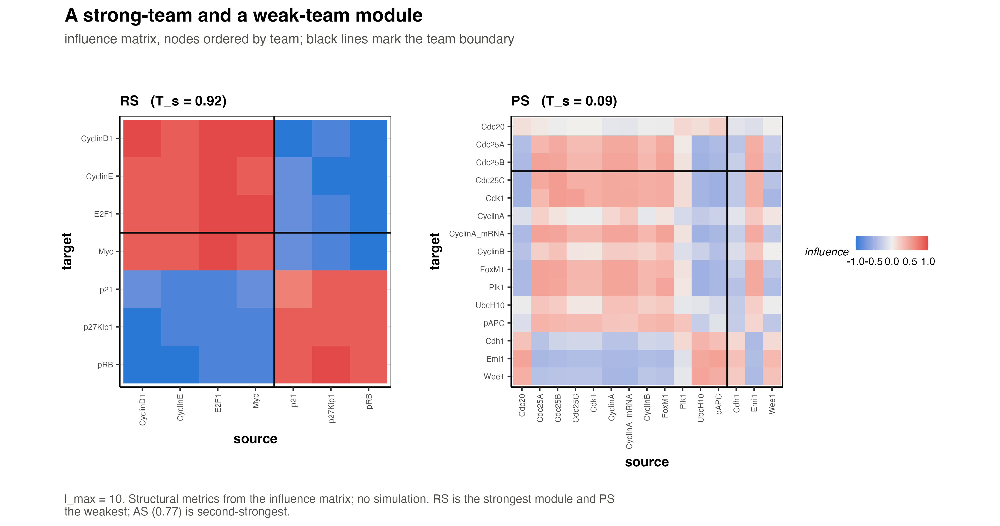 A strong-team and a weak-team module
influence matrix, nodes ordered by team; black lines mark the team boundary
RS (T_s = 0.92)
target
CyclinD1
CyclinE
E2F1
Myc
p21
p27Kip1
pRB
CyclinD1
CyclinE
E2F1
Myc
p21
p27Kip1
pRB
source
PS (T_s = 0.09)
target
Cdc20
Cdc25A
Cdc25B
Cdc25C
Cdk1
CyclinA
CyclinA_mRNA
CyclinB
FoxM1
Plk1
UbcH10
pAPC
Cdh1
Emi1
Wee1
Cdc20
Cdc25A
Cdc25B
Cdc25C
Cdk1
CyclinA
CyclinA_mRNA
CyclinB
FoxM1
Plk1
UbcH10
pAPC
Cdh1
Emi1
Wee1
source
influence
-1.0 -0.5 0.0 0.5 1.0
l_max = 10. Structural metrics from the influence matrix; no simulation. RS is the strongest module and PS
the weakest; AS (0.77) is second-strongest.